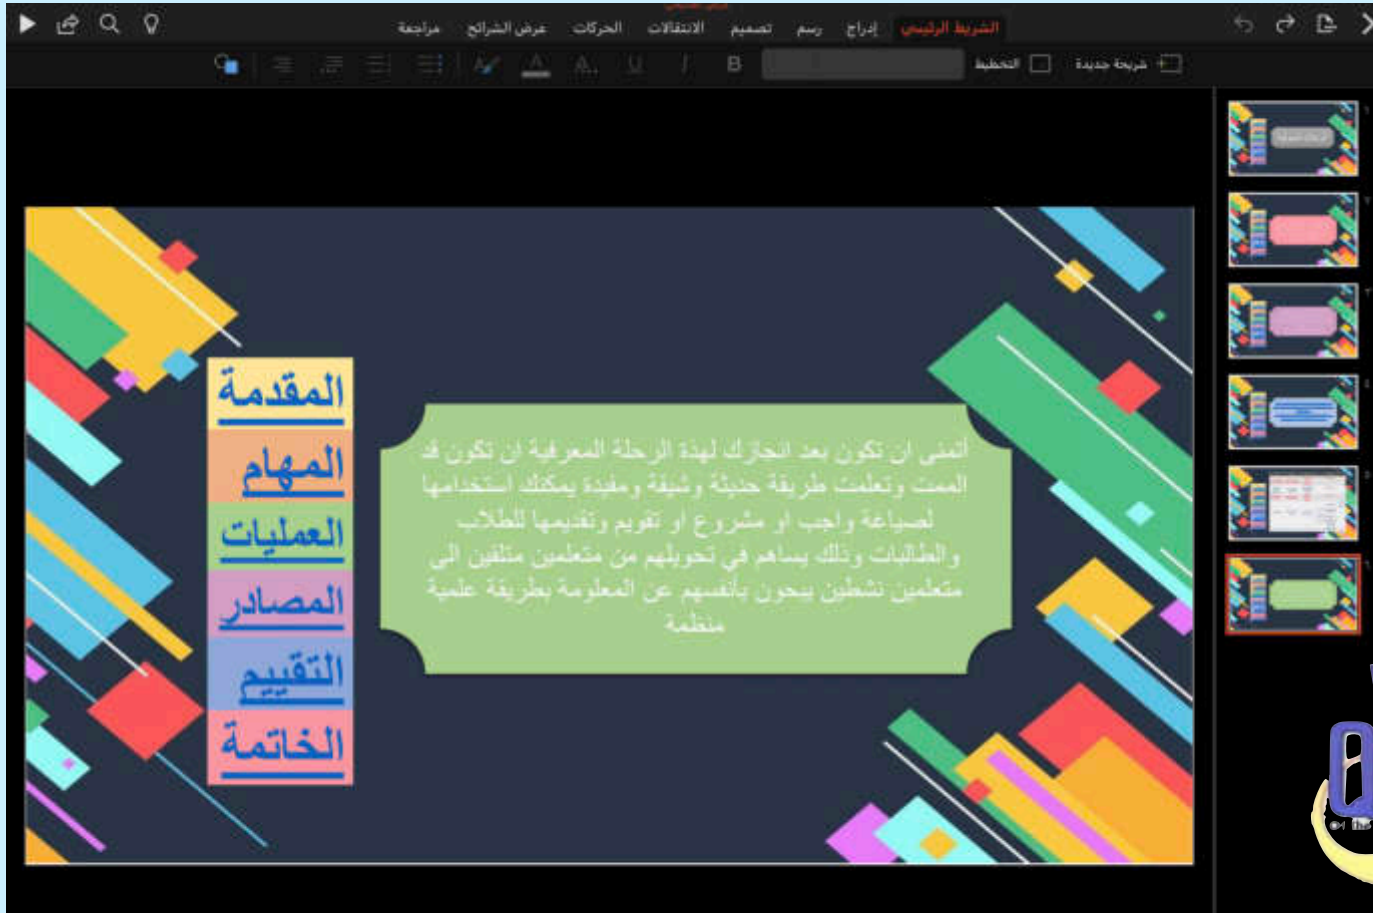 الشريط الرئيسي إدراج رسم تصميم الانتقالات الحركات عرض الشرائح مراجعة
شريحة جديدة التخطيط B I U A
المقدمة
المهام
العمليات
المصادر
التقييم
الخاتمة
أتمنى ان تكون بعد انجازك لهذة الرحلة المعرفية ان تكون قد
الممت وتعلمت طريقة حديثة وشيقة ومفيدة يمكنك استخدامها
لصياغة واجب او مشروع او تقويم وتقديمها للطلاب
والطالبات وذلك يساهم في تحويلهم من متعلمين متلقين الى
متعلمين نشطين يبحون بأنفسهم عن المعلومة بطريقة علمية
منظمة